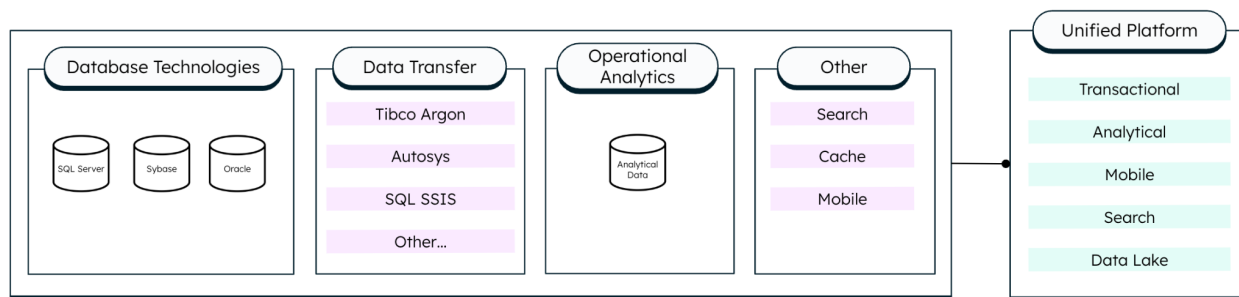 Database Technologies
SQL Server
Sybase
Oracle
Data Transfer
Tibco Argon
Autosys
SQL SSIS
Other...
Operational
Analytics
Analytical
Data
Other
Search
Cache
Mobile
Unified Platform
Transactional
Analytical
Mobile
Search
Data Lake